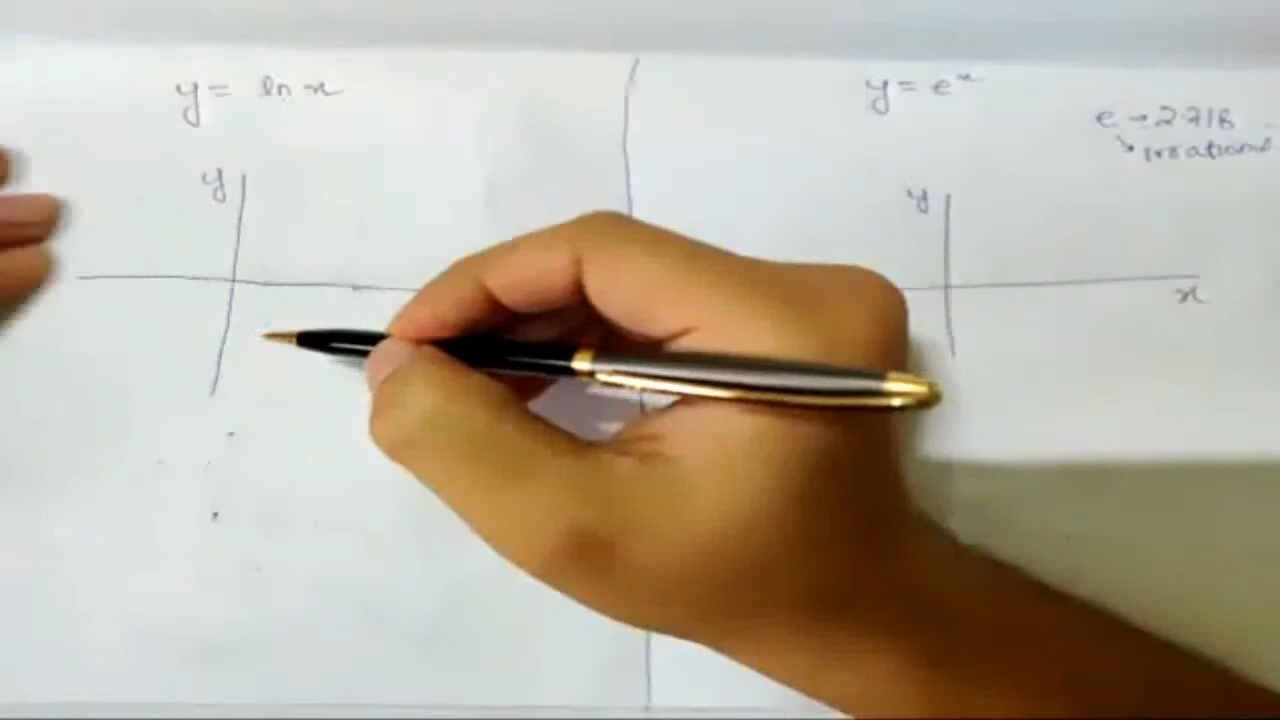 y = ln x
y
y = e^x
e → 2.718
↘ irrational
y
x